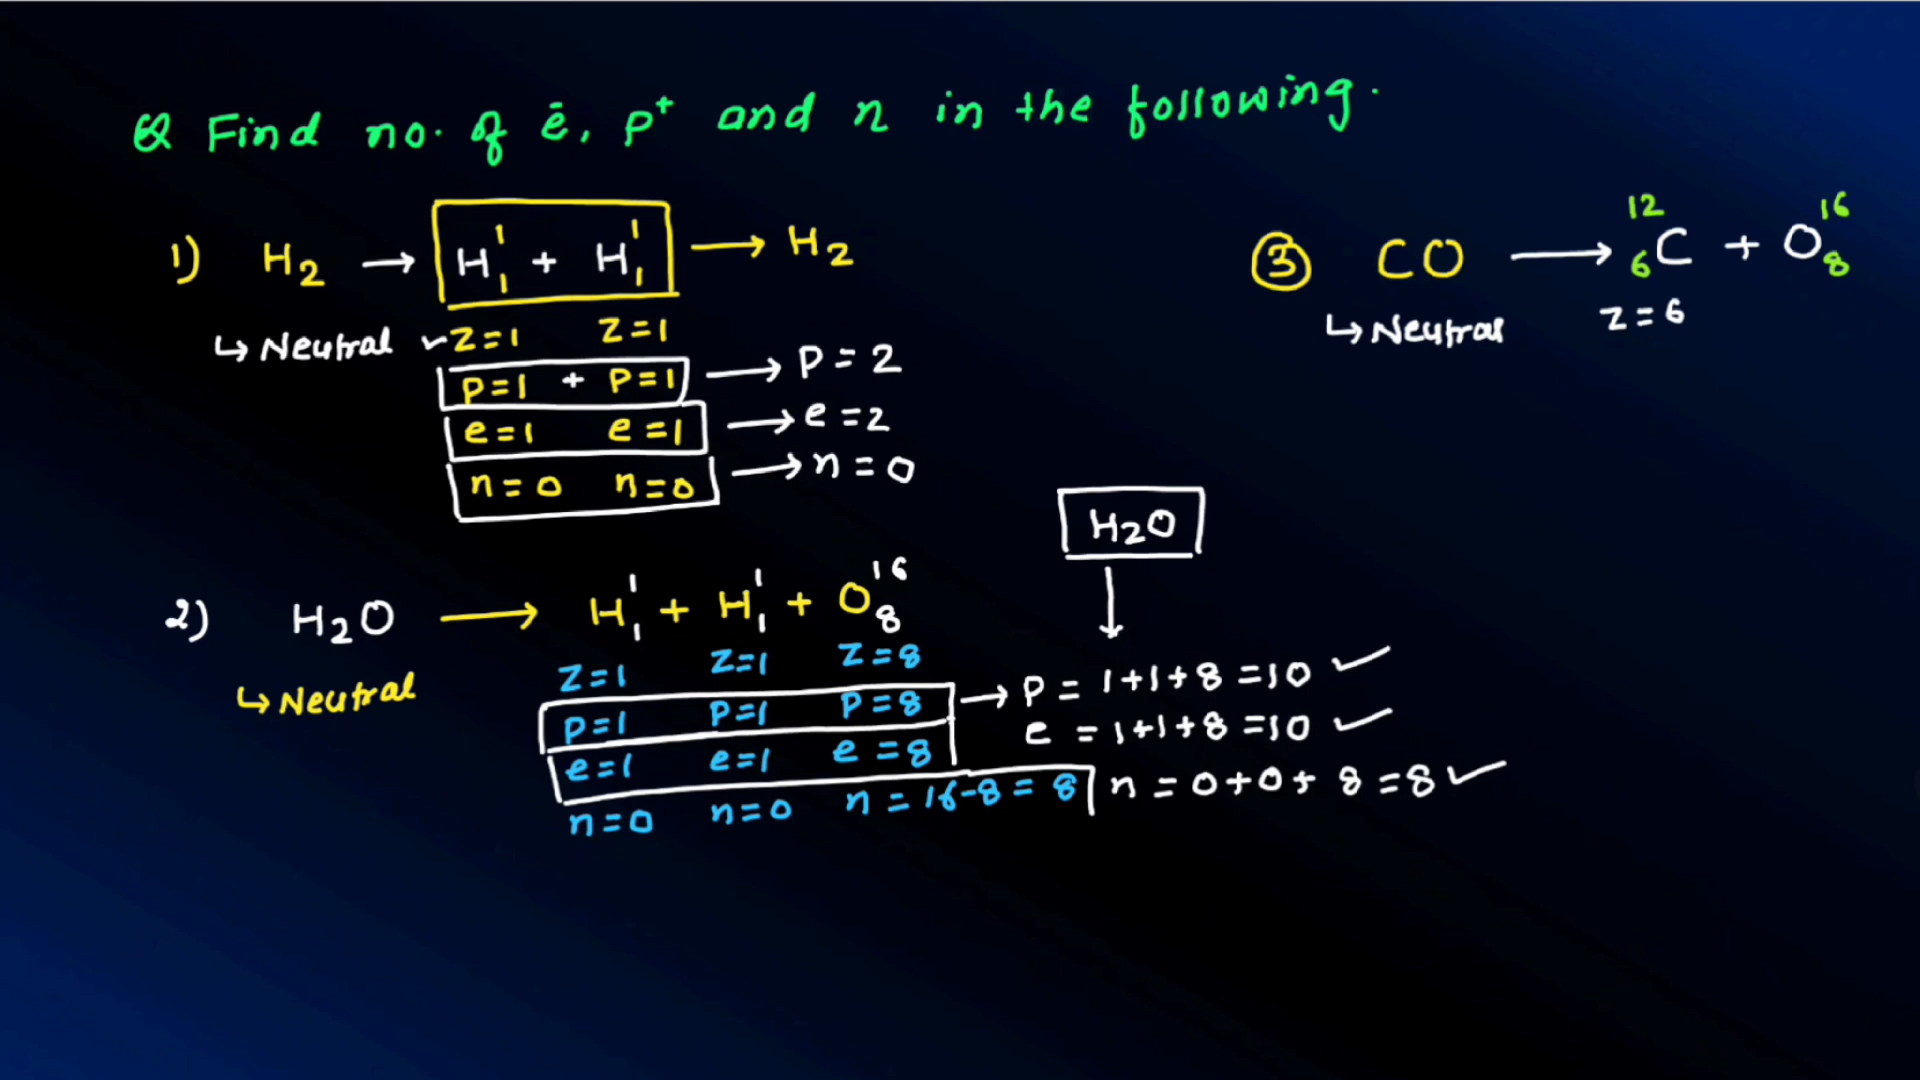 Q Find no. of ē, p⁺ and n in the following.
1) H₂ → H¹₁ + H¹₁ → H₂
↳ Neutral
z=1 z=1
p=1 + p=1 → p=2
e=1 e=1 → e=2
n=0 n=0 → n=0
2) H₂O → H¹₁ + H¹₁ + O¹⁶₈
↳ Neutral
z=1 z=1 z=8
p=1 p=1 p=8
e=1 e=1 e=8
n=0 n=0 n=16-8=8
H₂O
↓
→ p = 1+1+8 =10 ✓
e = 1+1+8 =10 ✓
n = 0+0+8 =8 ✓
③ CO → ¹²₆C + O¹⁶₈
↳ Neutral
z=6